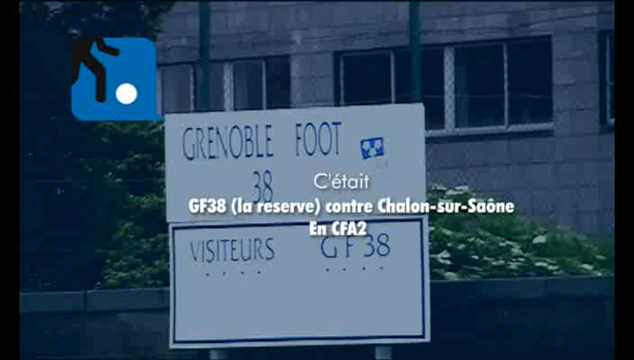 GRENOBLE FOOT
38
C'était
GF38 (la reserve) contre Chalon-sur-Saône
En CFA2
VISITEURS GF38